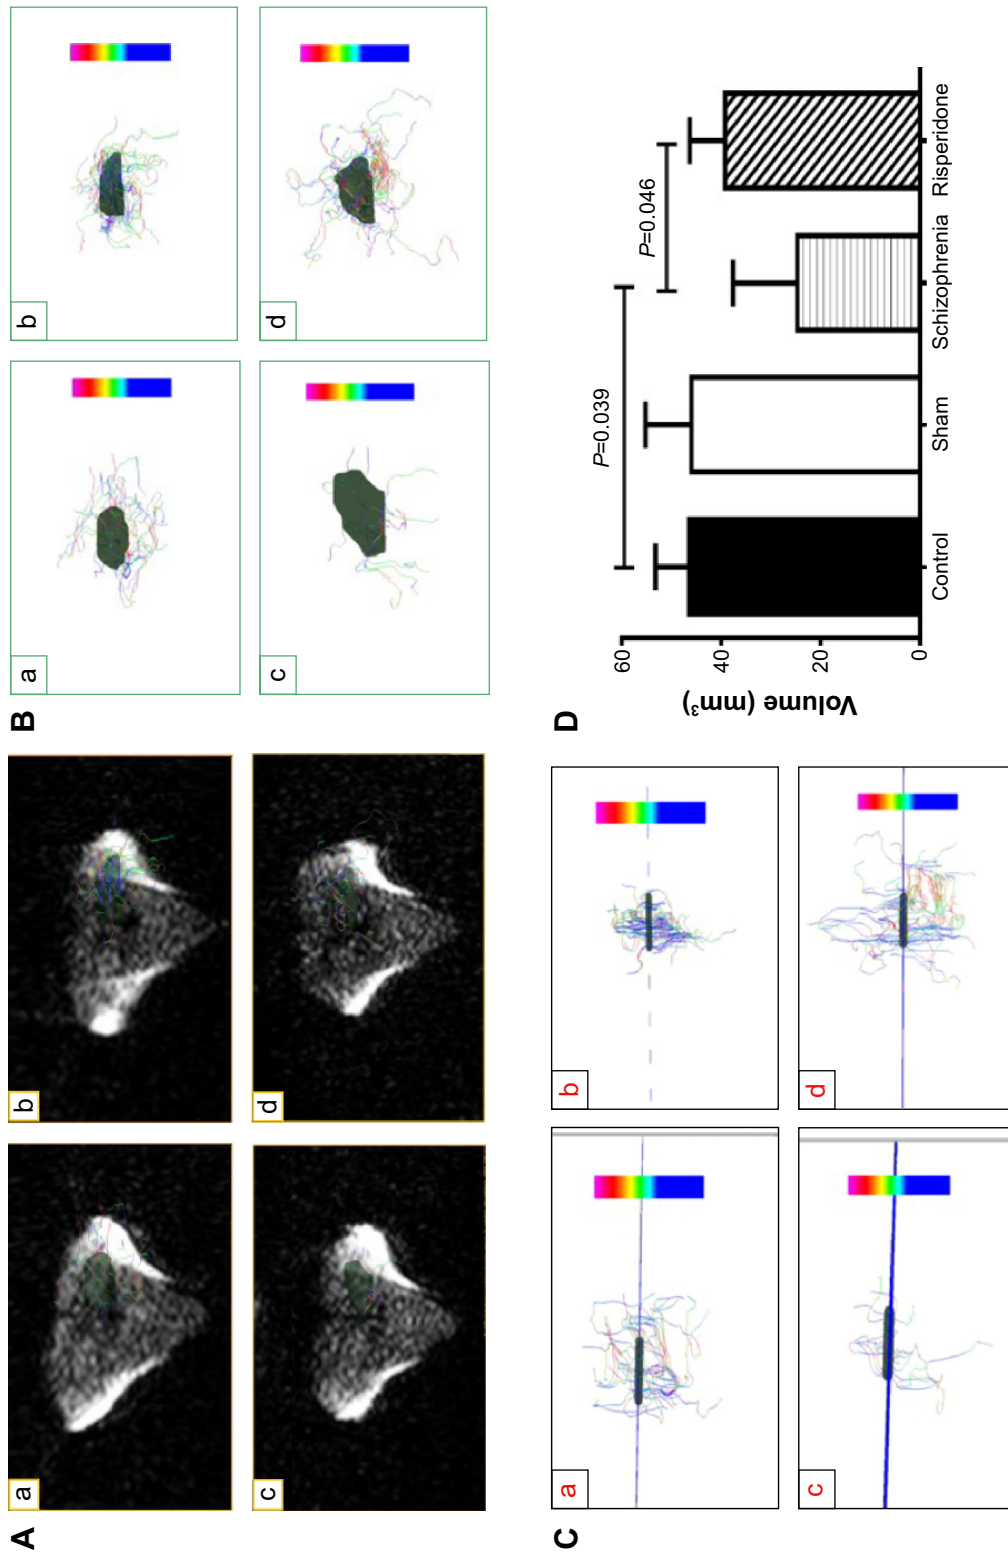 A
a
b
c
d
B
a
b
c
d
C
a
b
c
d
D
P=0.039
P=0.046
60
40
20
0
Volume (mm³)
Control
Sham
Schizophrenia
Risperidone